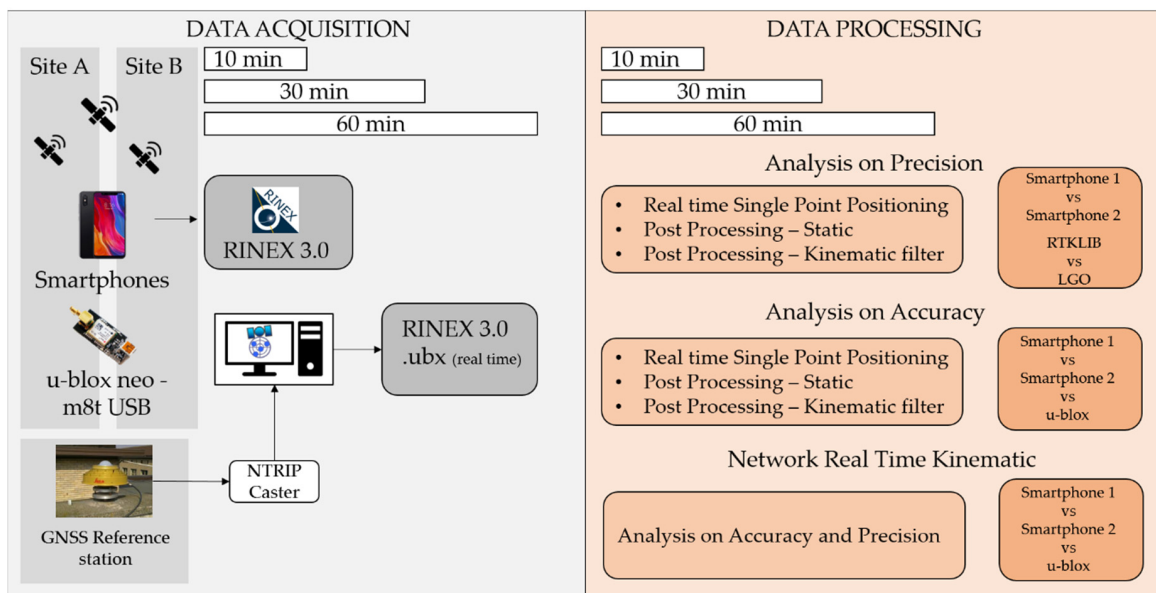 DATA ACQUISITION
Site A
Site B
10 min
30 min
60 min
RINEX
RINEX 3.0
Smartphones
u-blox neo -
m8t USB
RINEX 3.0
.ubx (real time)
NTRIP
Caster
GNSS Reference
station
DATA PROCESSING
10 min
30 min
60 min
Analysis on Precision
• Real time Single Point Positioning
• Post Processing – Static
• Post Processing – Kinematic filter
Smartphone 1
vs
Smartphone 2
RTKLIB
vs
LGO
Analysis on Accuracy
• Real time Single Point Positioning
• Post Processing – Static
• Post Processing – Kinematic filter
Smartphone 1
vs
Smartphone 2
vs
u-blox
Network Real Time Kinematic
Analysis on Accuracy and Precision
Smartphone 1
vs
Smartphone 2
vs
u-blox